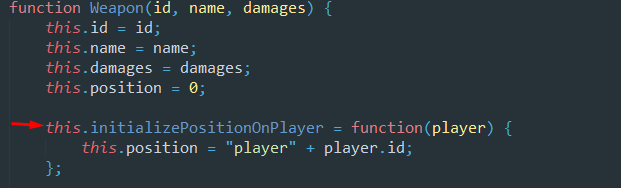 function Weapon(id, name, damages) {
    this.id = id;
    this.name = name;
    this.damages = damages;
    this.position = 0;
    this.initializePositionOnPlayer = function(player) {
        this.position = "player" + player.id;
    };